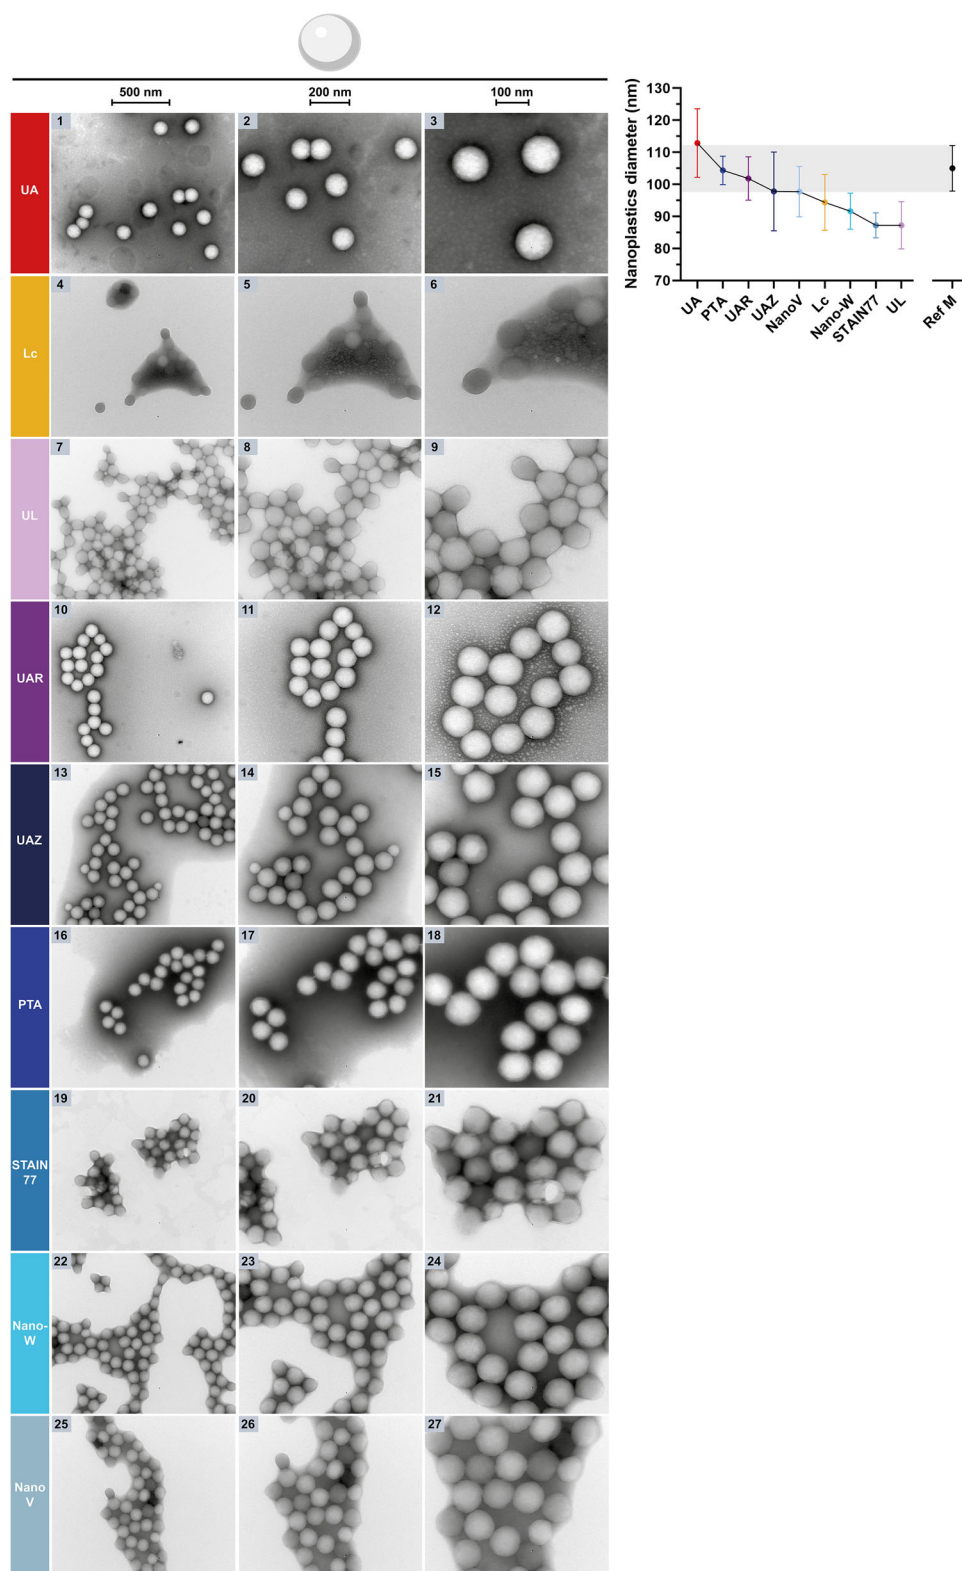 500 nm
200 nm
100 nm
UA
1
2
3
Lc
4
5
6
UL
7
8
9
UAR
10
11
12
UAZ
13
14
15
PTA
16
17
18
STAIN
77
19
20
21
Nano-
W
22
23
24
Nano
V
25
26
27
Nanoplastics diameter (nm)
130
120
110
100
90
80
70
UA
PTA
UAR
UAZ
NanoV
Lc
Nano-W
STAIN77
UL
Ref M